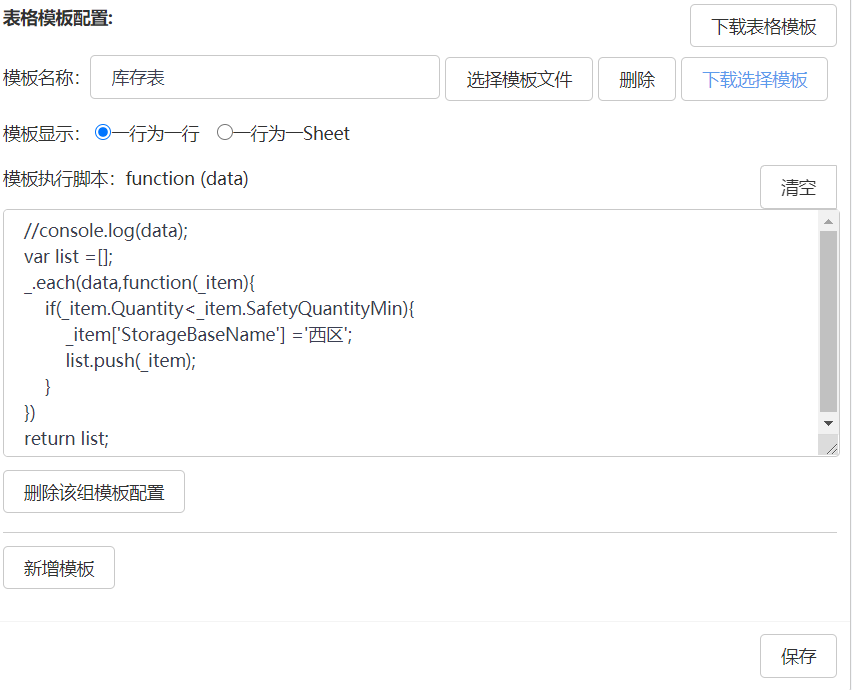 表格模板配置:
下载表格模板
模板名称: 库存表 选择模板文件 删除 下载选择模板
模板显示: 一行为一行 一行为一Sheet
模板执行脚本：function (data)
清空
//console.log(data);
var list =[];
_.each(data,function(_item){
if(_item.Quantity<_item.SafetyQuantityMin){
_item['StorageBaseName'] ='西区';
list.push(_item);
}
})
return list;
删除该组模板配置
新增模板
保存